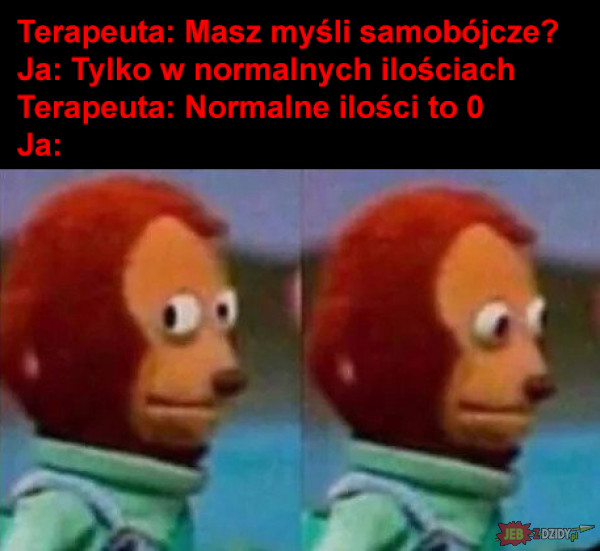 Terapeuta: Masz myśli samobójcze?
Ja: Tylko w normalnych ilościach
Terapeuta: Normalne ilości to 0
Ja:
JEB Z DZIDY.pl